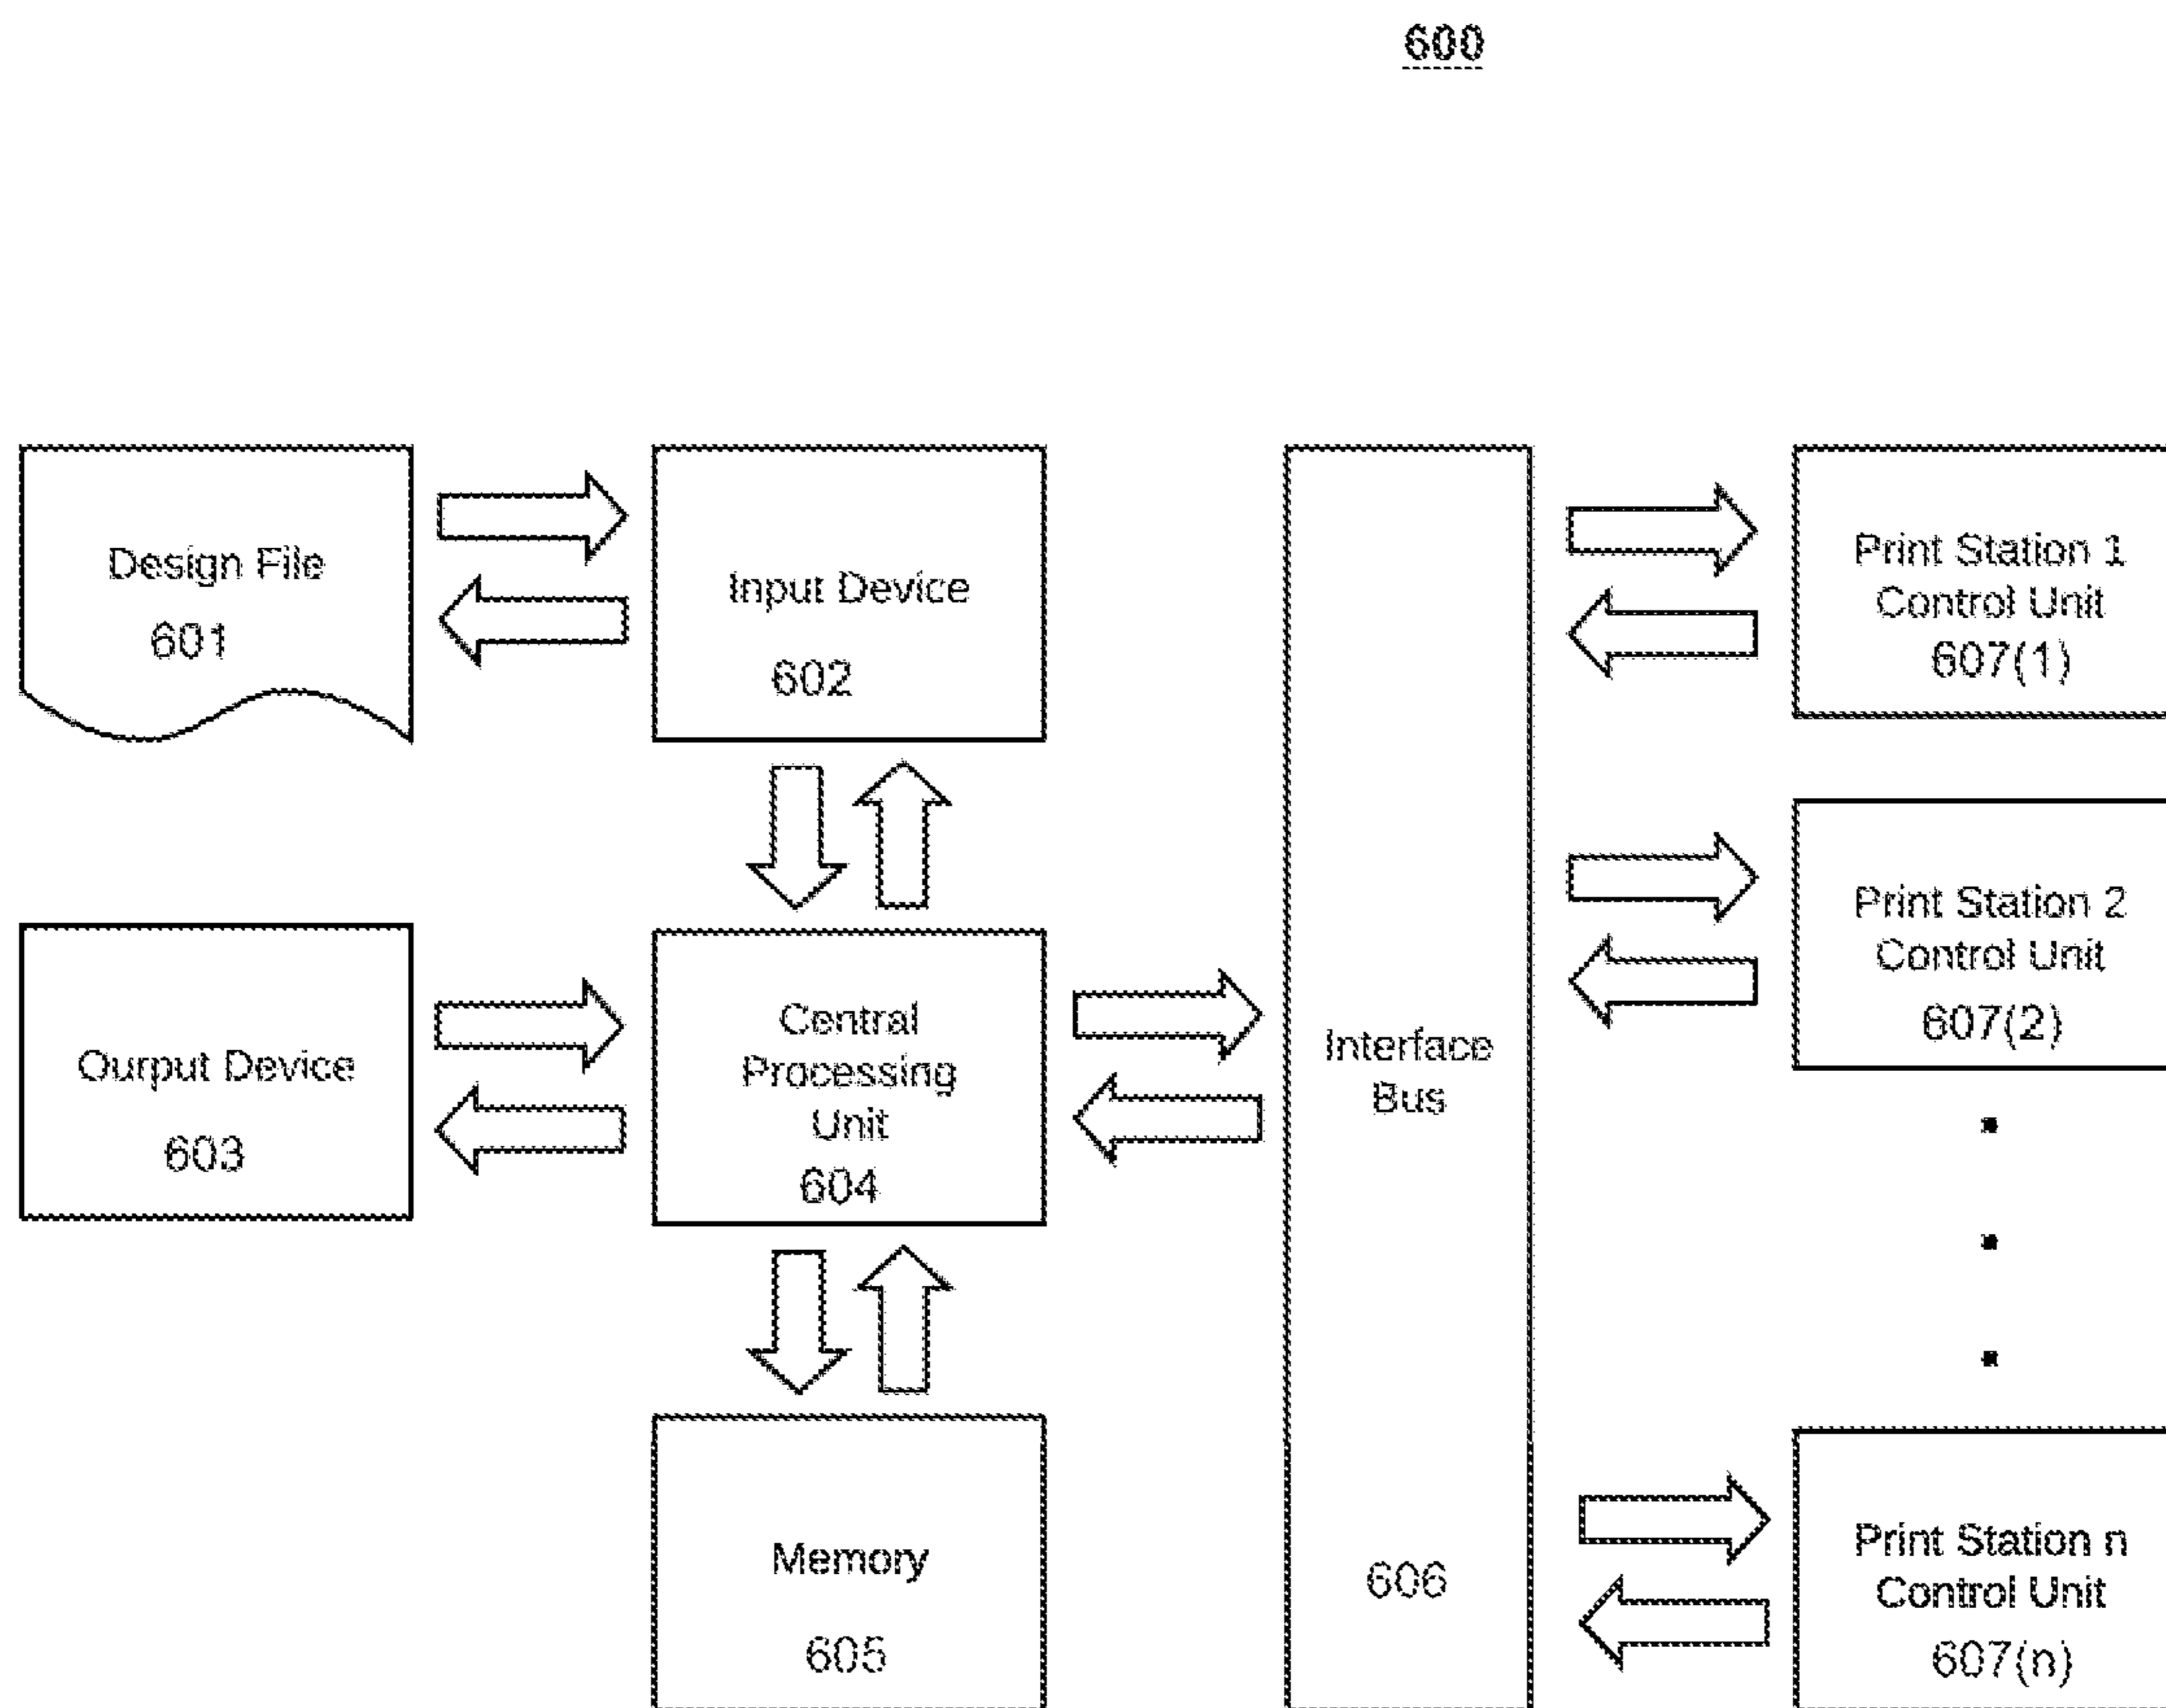 600
Design File
601
Input Device
602
Print Station 1
Control Unit
607(1)
Print Station 2
Control Unit
607(2)
Ourput Device
603
Central
Processing
Unit
604
Interface
Bus
606
Memory
605
Print Station n
Control Unit
607(n)